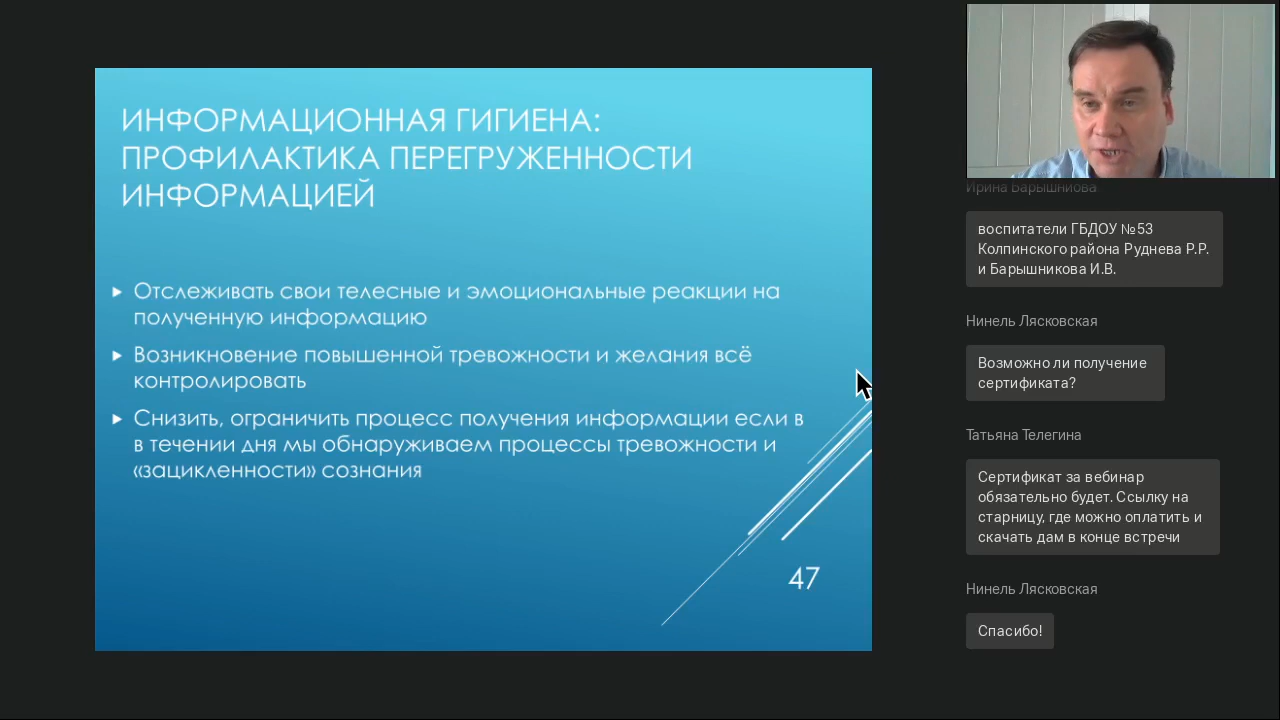 ИНФОРМАЦИОННАЯ ГИГИЕНА:
ПРОФИЛАКТИКА ПЕРЕГРУЖЕННОСТИ
ИНФОРМАЦИЕЙ
Отслеживать свои телесные и эмоциональные реакции на
полученную информацию
Возникновение повышенной тревожности и желания всё
контролировать
Снизить, ограничить процесс получения информации если в
в течении дня мы обнаруживаем процессы тревожности и
«зацикленности» сознания
47
Ирина Барышниова
воспитатели ГБДОУ №53
Колпинского района Руднева Р.Р.
и Барышникова И.В.
Нинель Лясковская
Возможно ли получение
сертификата?
Татьяна Телегина
Сертификат за вебинар
обязательно будет. Ссылку на
старницу, где можно оплатить и
скачать дам в конце встречи
Нинель Лясковская
Спасибо!